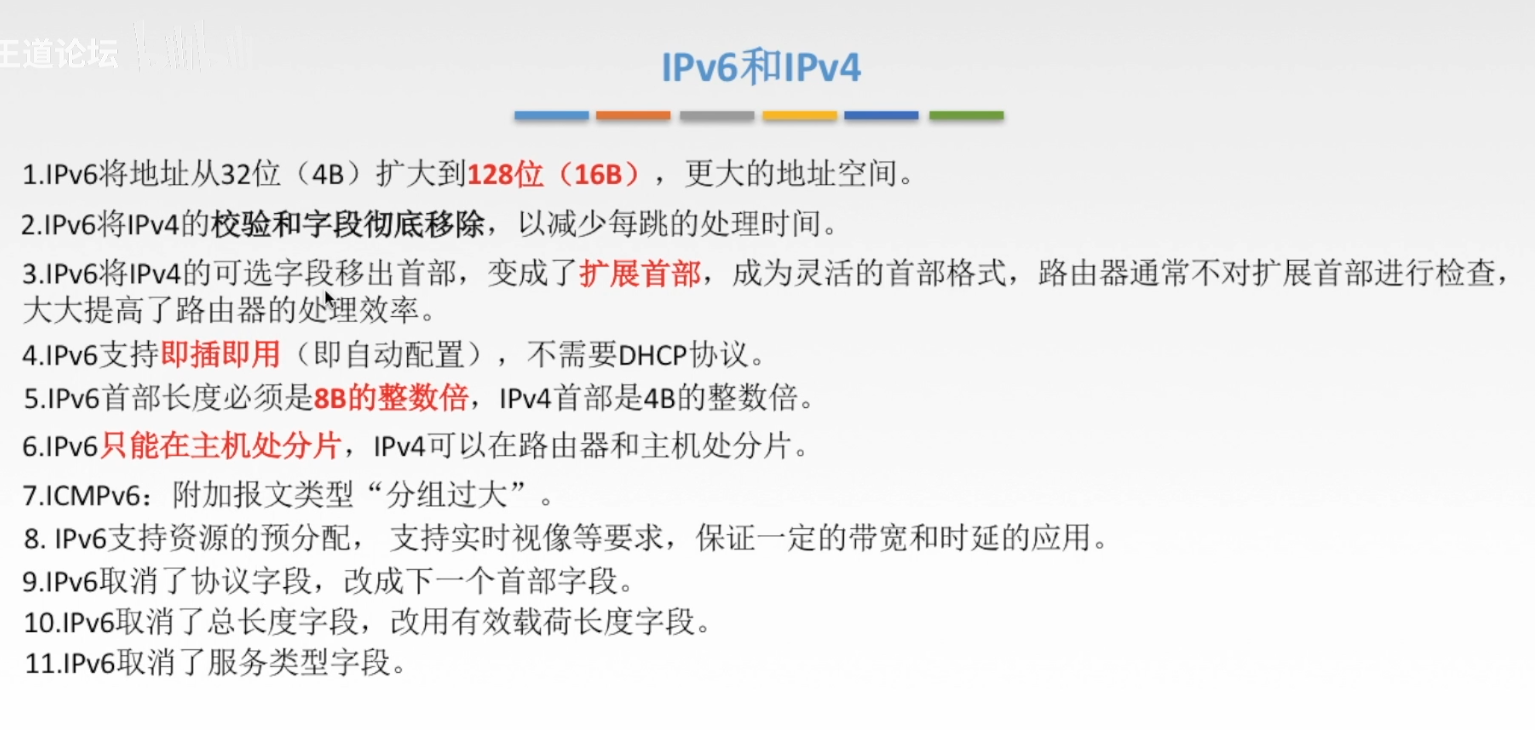 王道论坛
IPv6和IPv4
1.IPv6将地址从32位（4B）扩大到128位（16B），更大的地址空间。
2.IPv6将IPv4的校验和字段彻底移除，以减少每跳的处理时间。
3.IPv6将IPv4的可选字段移出首部，变成了扩展首部，成为灵活的首部格式，路由器通常不对扩展首部进行检查，
大大提高了路由器的处理效率。
4.IPv6支持即插即用（即自动配置），不需要DHCP协议。
5.IPv6首部长度必须是8B的整数倍，IPv4首部是4B的整数倍。
6.IPv6只能在主机处分片，IPv4可以在路由器和主机处分片。
7.ICMPv6：附加报文类型“分组过大”。
8. IPv6支持资源的预分配， 支持实时视像等要求，保证一定的带宽和时延的应用。
9.IPv6取消了协议字段，改成下一个首部字段。
10.IPv6取消了总长度字段，改用有效载荷长度字段。
11.IPv6取消了服务类型字段。